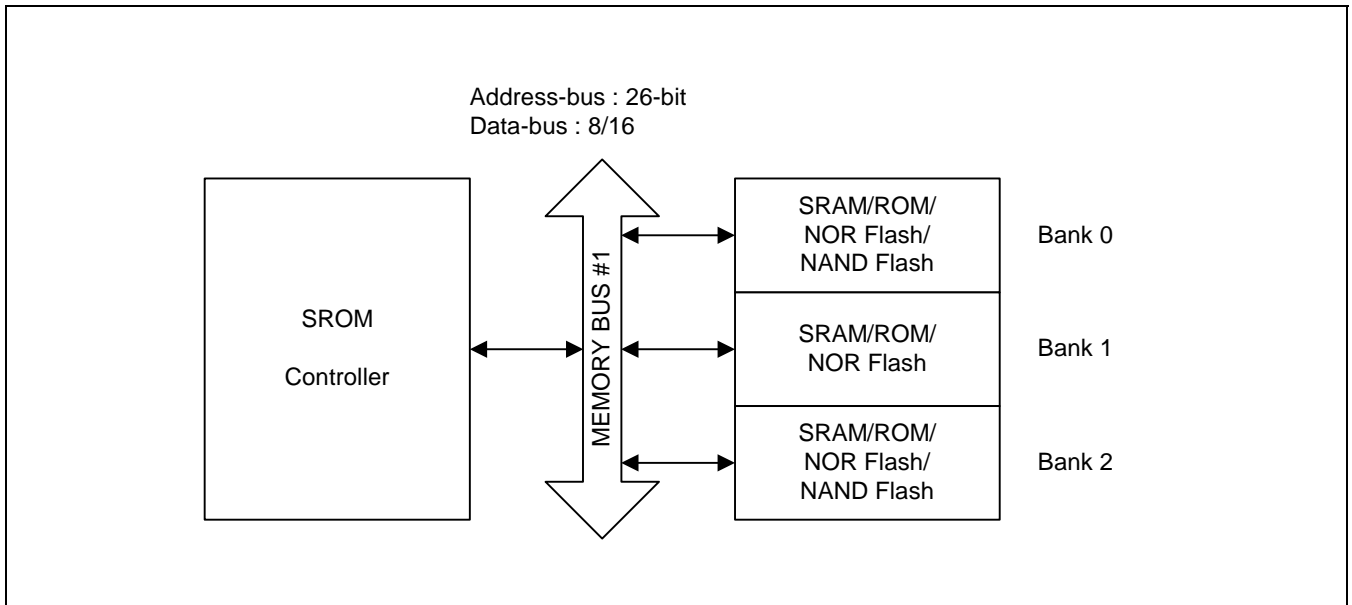 Address-bus : 26-bit
Data-bus : 8/16
SROM
Controller
MEMORY BUS #1
SRAM/ROM/
NOR Flash/
NAND Flash
Bank 0
SRAM/ROM/
NOR Flash
Bank 1
SRAM/ROM/
NOR Flash/
NAND Flash
Bank 2